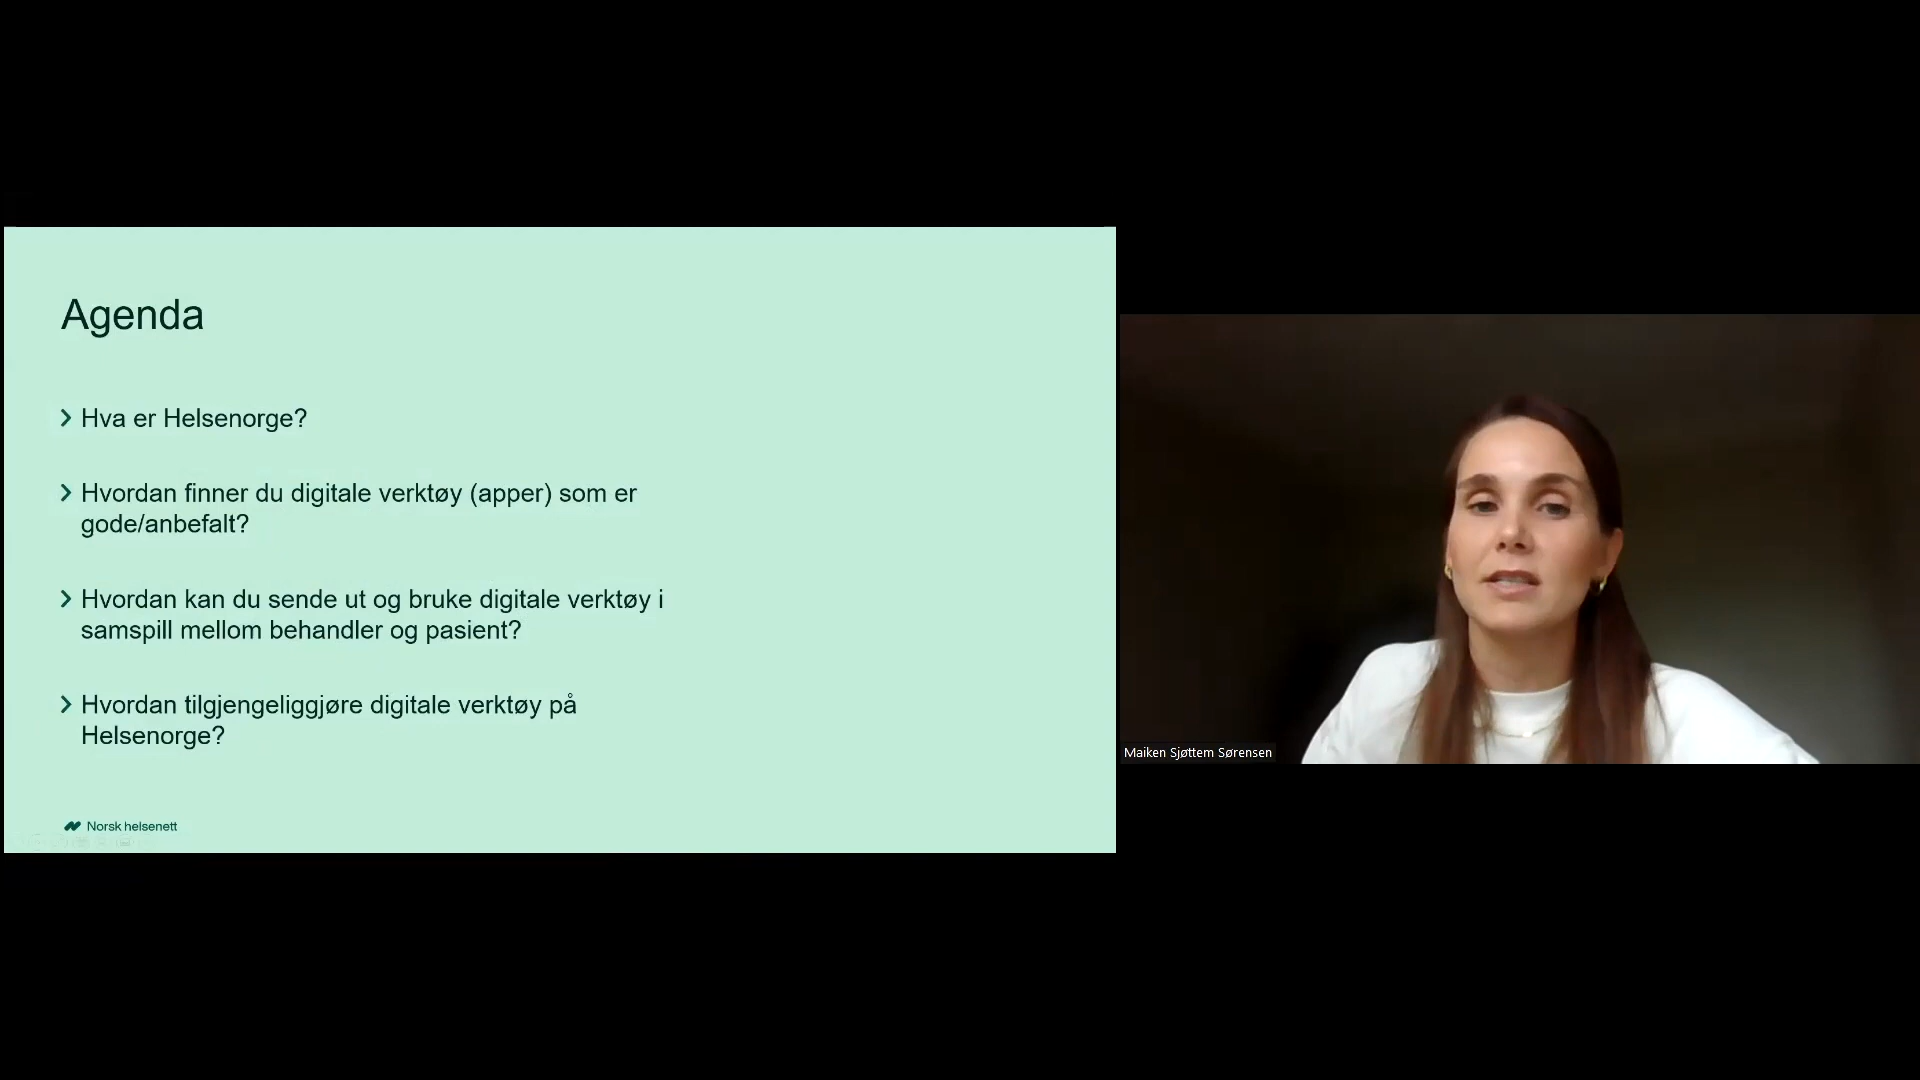 Agenda
Hva er Helsenorge?
Hvordan finner du digitale verktøy (apper) som er
gode/anbefalt?
Hvordan kan du sende ut og bruke digitale verktøy i
samspill mellom behandler og pasient?
Hvordan tilgjengeliggjøre digitale verktøy på
Helsenorge?
Norsk helsenett
Maiken Sjøttem Sørensen